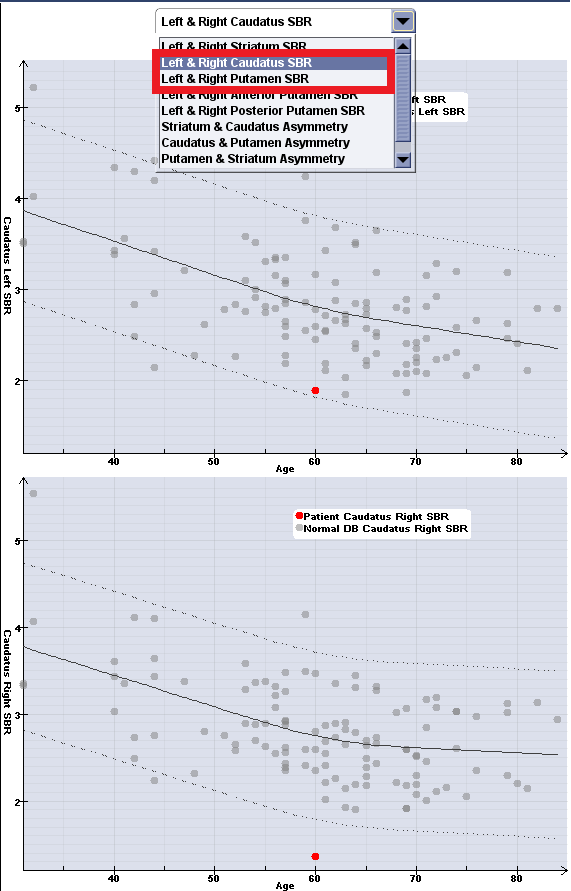 Left & Right Caudatus SBR
Left & Right Striatum SBR
Left & Right Caudatus SBR
Left & Right Putamen SBR
Left & Right Anterior Putamen SBR
Left & Right Posterior Putamen SBR
Striatum & Caudatus Asymmetry
Caudatus & Putamen Asymmetry
Putamen & Striatum Asymmetry
ft SBR
s Left SBR
Caudatus Left SBR
5
4
3
2
40 50 60 70 80
Age
Patient Caudatus Right SBR
Normal DB Caudatus Right SBR
Caudatus Right SBR
5
4
3
2
40 50 60 70 80
Age